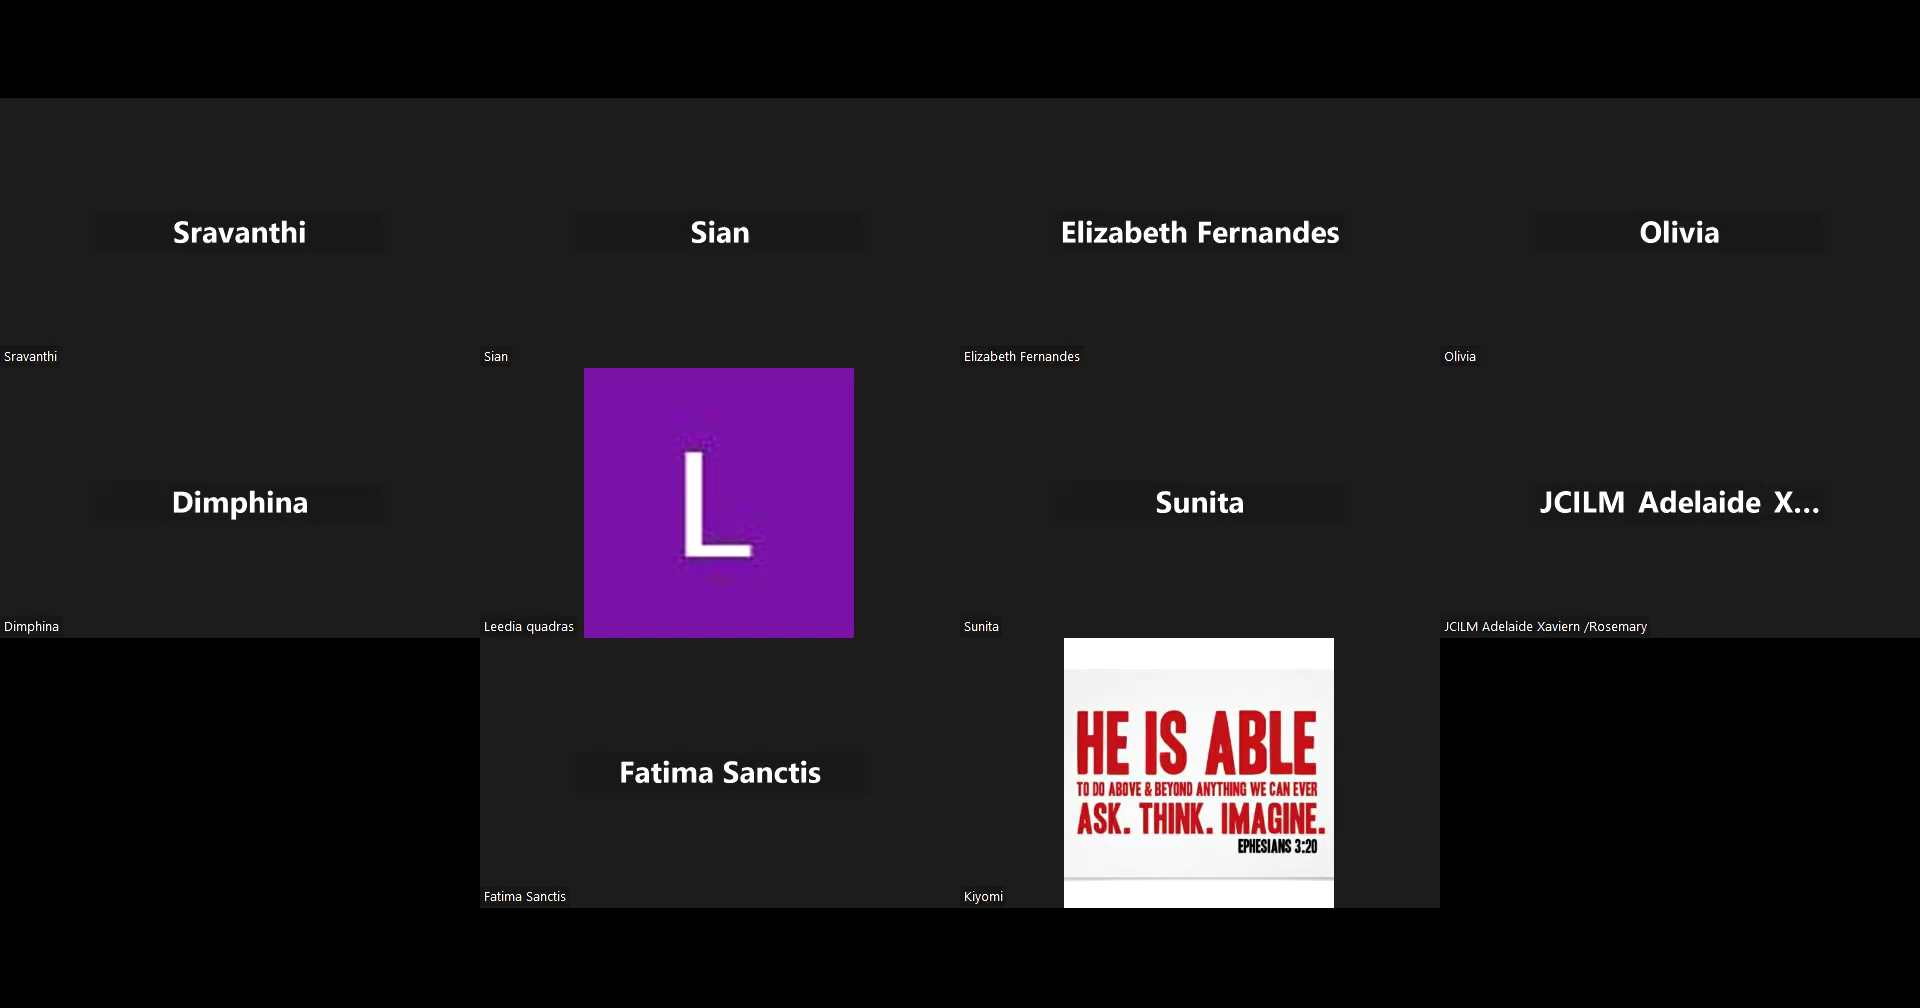 Sravanthi
Sian
Elizabeth Fernandes
Olivia
Sravanthi
Sian
Elizabeth Fernandes
Olivia
Dimphina
L
Sunita
JCILM Adelaide X...
Dimphina
Leedia quadras
Sunita
JCILM Adelaide Xaviern /Rosemary
Fatima Sanctis
HE IS ABLE
TO DO ABOVE & BEYOND ANYTHING WE CAN EVER
ASK. THINK. IMAGINE.
EPHESIANS 3:20
Fatima Sanctis
Kiyomi